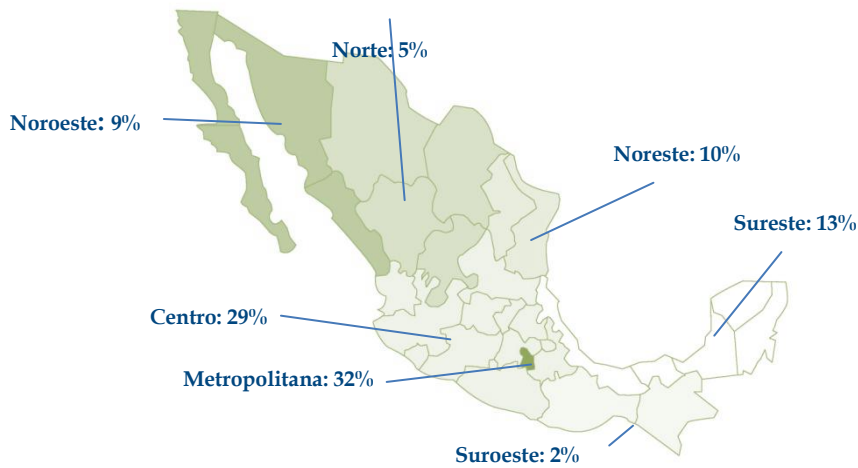 Norte: 5%
Noroeste: 9%
Noreste: 10%
Sureste: 13%
Centro: 29%
Metropolitana: 32%
Suroeste: 2%